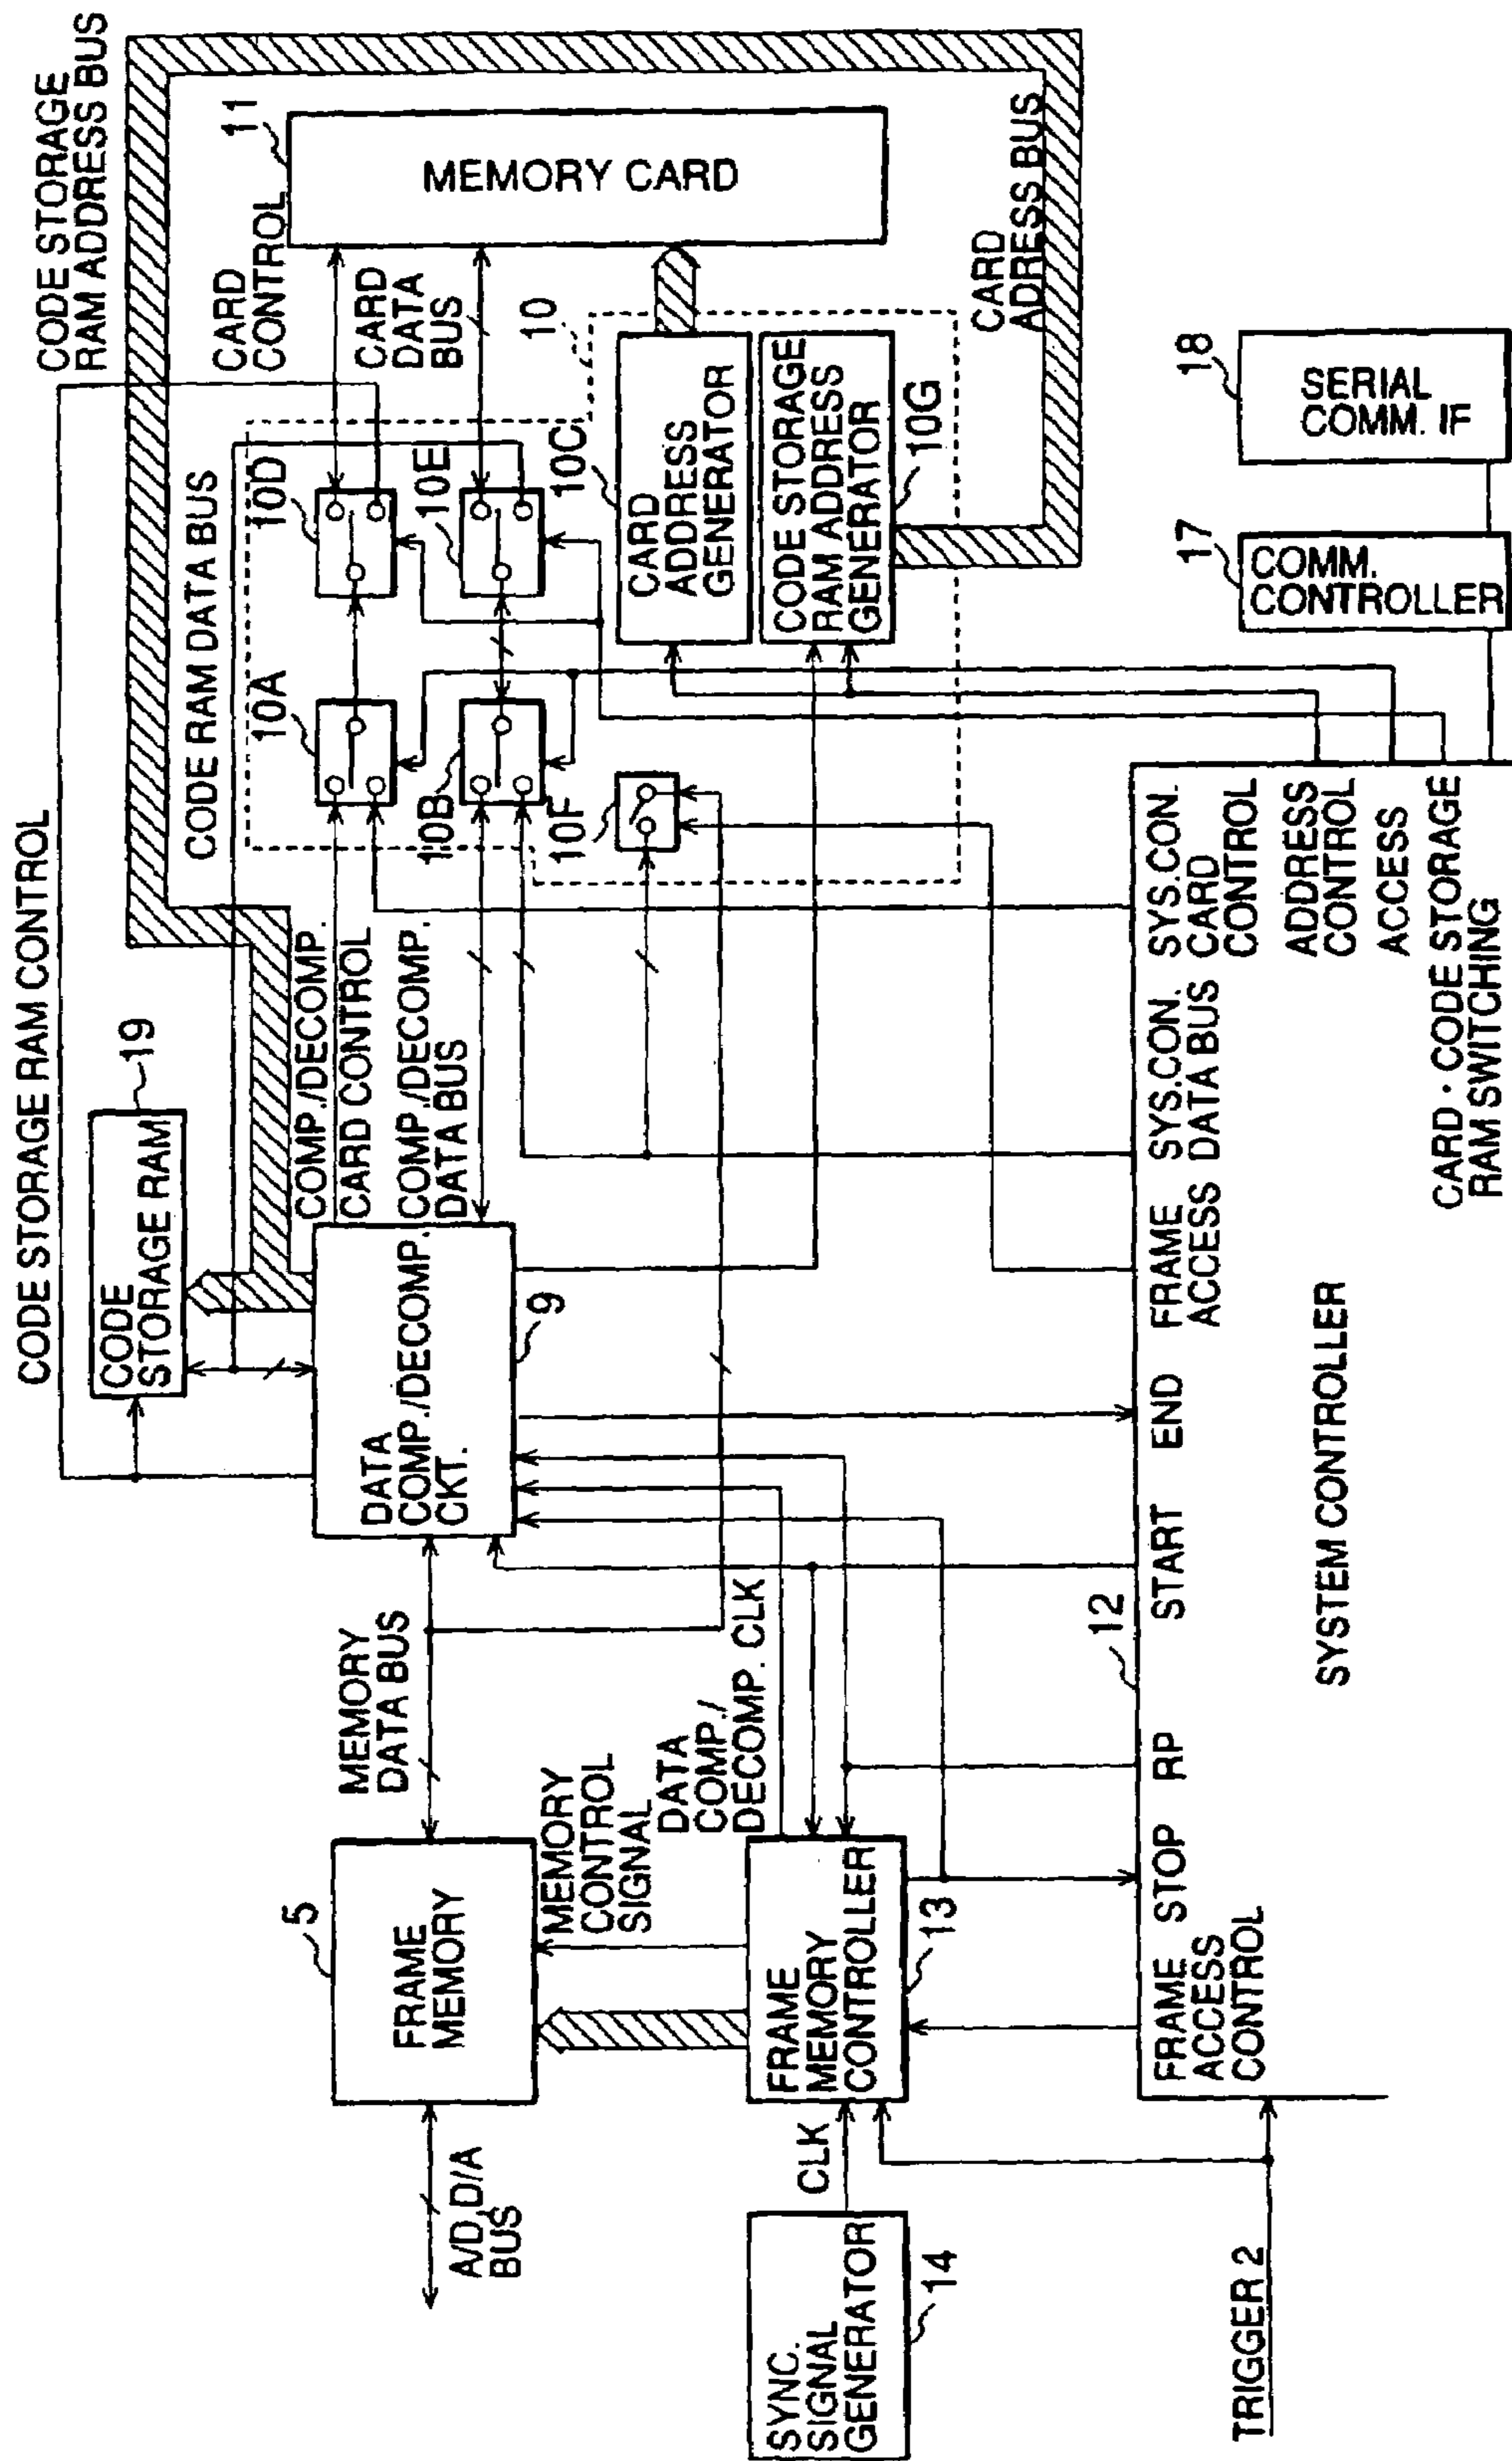 CODE STORAGE RAM CONTROL
CODE STORAGE
RAM ADDRESS BUS
CODE
STORAGE RAM
19
CODE RAM DATA BUS
CARD
CONTROL
CARD
DATA
BUS
11
MEMORY CARD
10
10A
10D
10B
10E
10F
10C
CARD
ADDRESS
GENERATOR
CODE STORAGE
RAM ADDRESS
GENERATOR
10G
CARD
ADRESS BUS
COMP./DECOMP.
CARD CONTROL
COMP./DECOMP.
DATA BUS
DATA
COMP./DECOMP.
CKT.
9
MEMORY
DATA BUS
5
FRAME
MEMORY
A/D,D/A
BUS
MEMORY
CONTROL
SIGNAL
DATA
COMP./
DECOMP. CLK
FRAME
MEMORY
CONTROLLER
13
CLK
SYNC.
SIGNAL
GENERATOR
14
TRIGGER 2
12
FRAME
ACCESS
CONTROL
STOP
RP
START
END
FRAME
ACCESS
SYS.CON.
DATA BUS
SYS.CON.
CARD
CONTROL
ADDRESS
CONTROL
ACCESS
CARD · CODE STORAGE
RAM SWITCHING
SYSTEM CONTROLLER
17
COMM.
CONTROLLER
18
SERIAL
COMM. IF